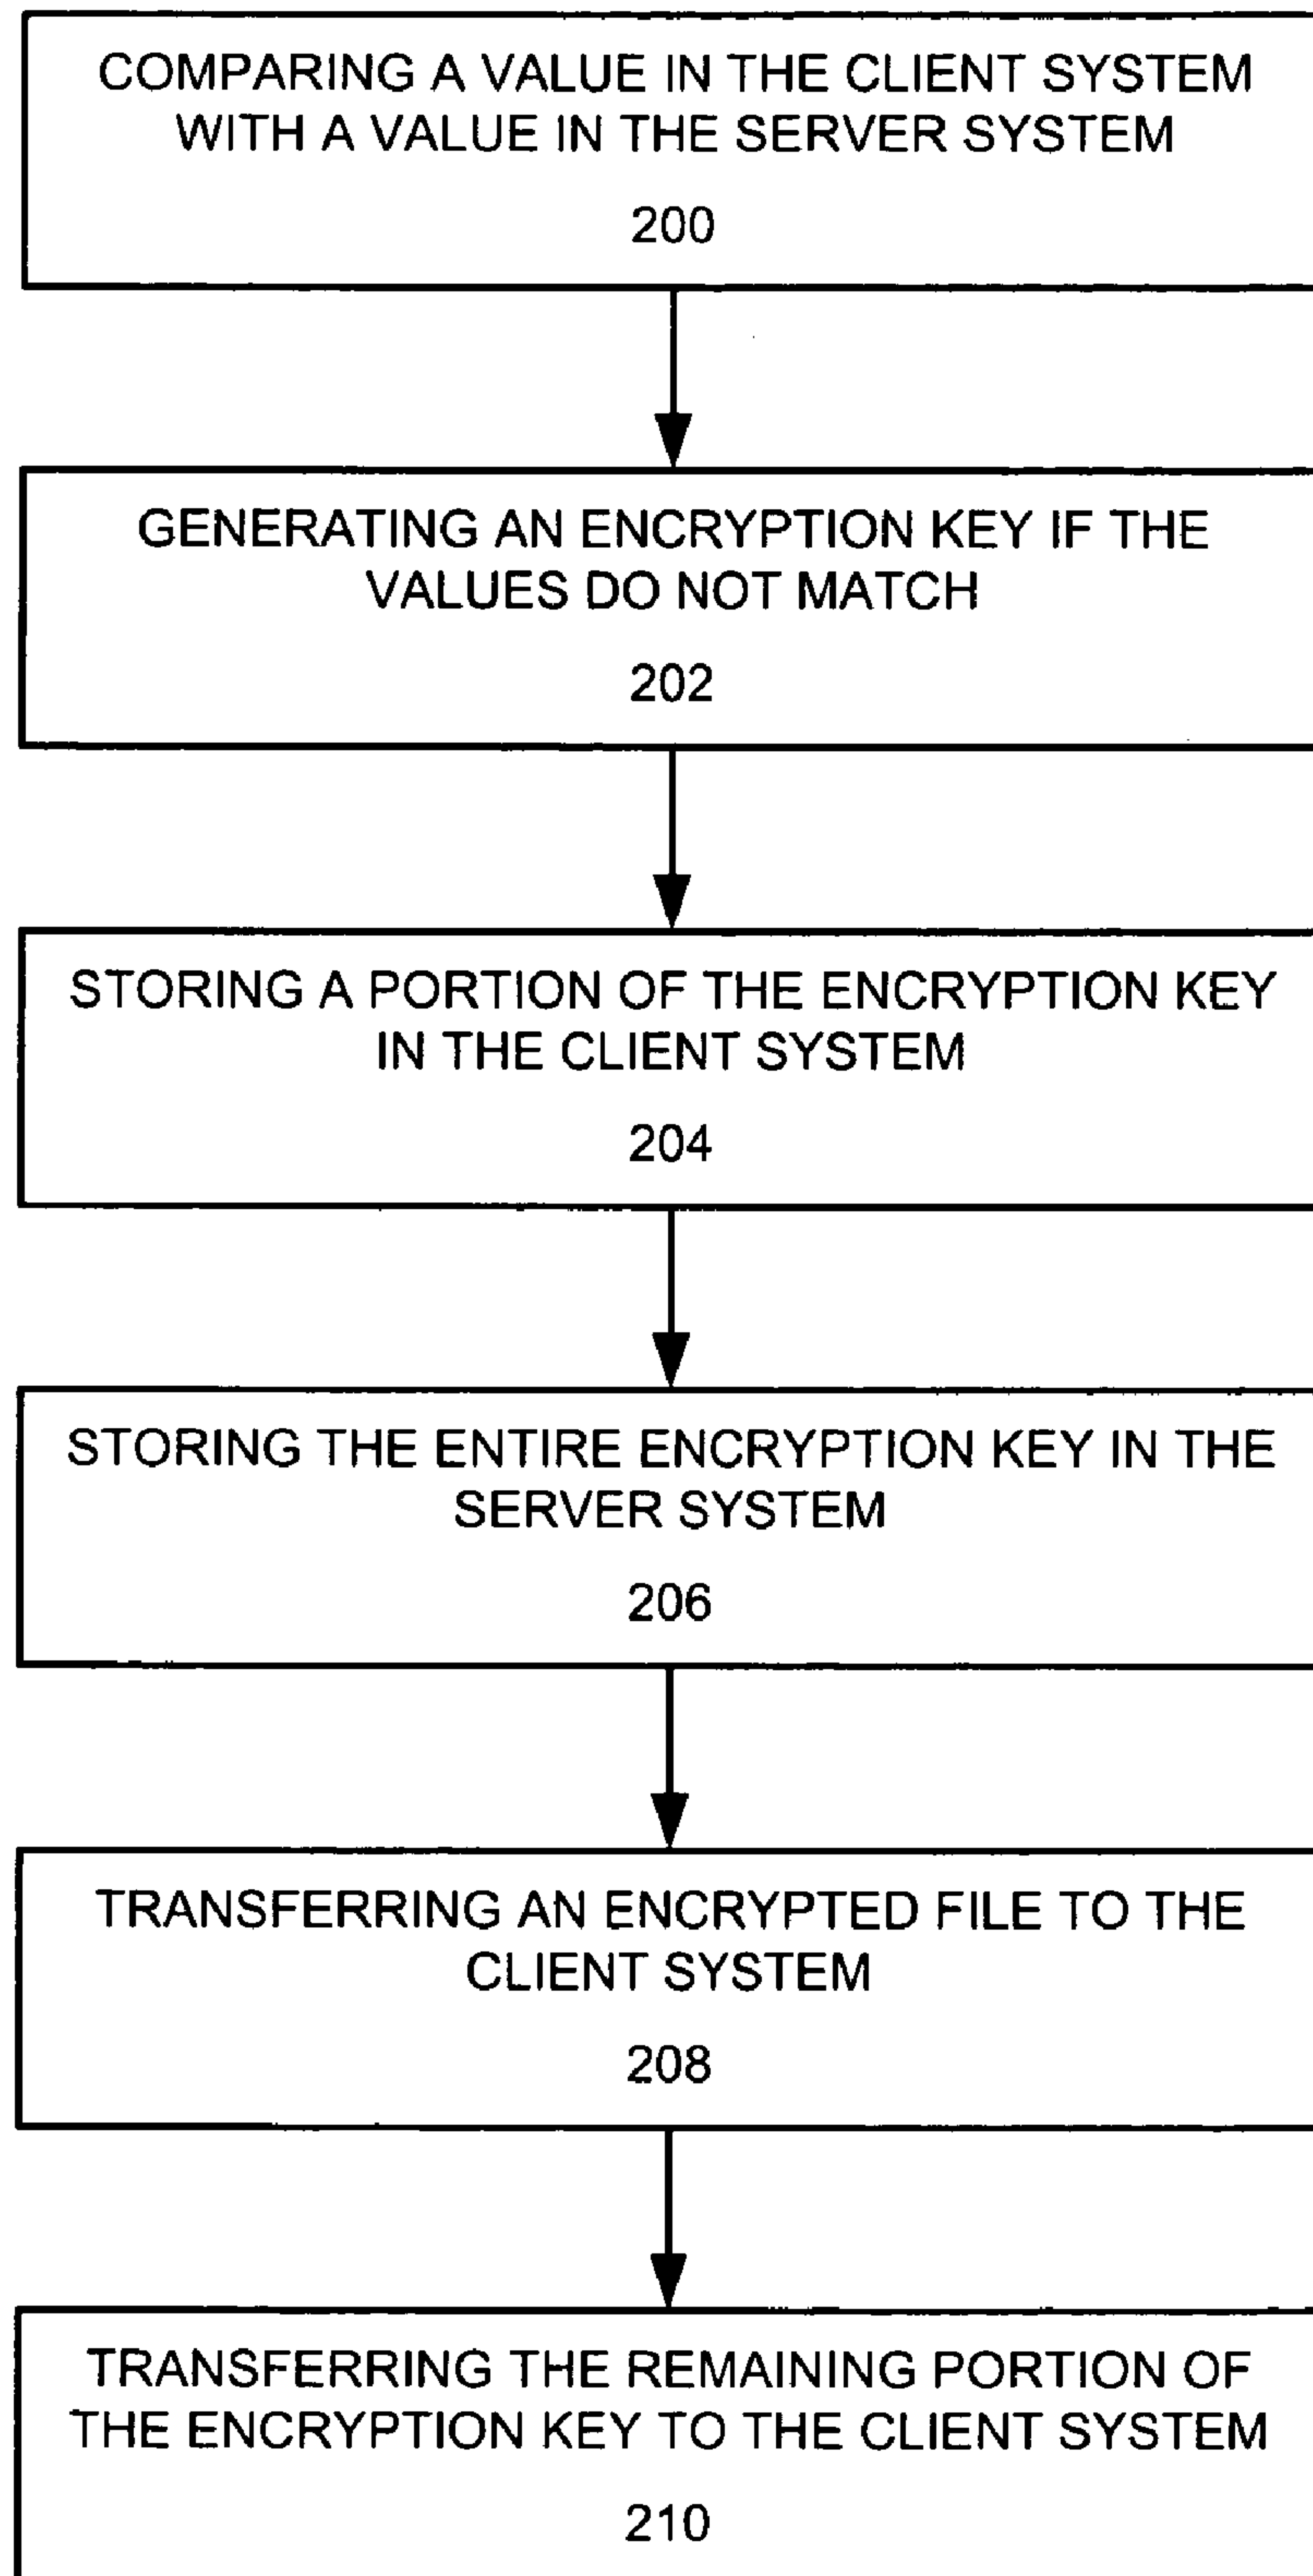 COMPARING A VALUE IN THE CLIENT SYSTEM
WITH A VALUE IN THE SERVER SYSTEM
200
GENERATING AN ENCRYPTION KEY IF THE
VALUES DO NOT MATCH
202
STORING A PORTION OF THE ENCRYPTION KEY
IN THE CLIENT SYSTEM
204
STORING THE ENTIRE ENCRYPTION KEY IN THE
SERVER SYSTEM
206
TRANSFERRING AN ENCRYPTED FILE TO THE
CLIENT SYSTEM
208
TRANSFERRING THE REMAINING PORTION OF
THE ENCRYPTION KEY TO THE CLIENT SYSTEM
210